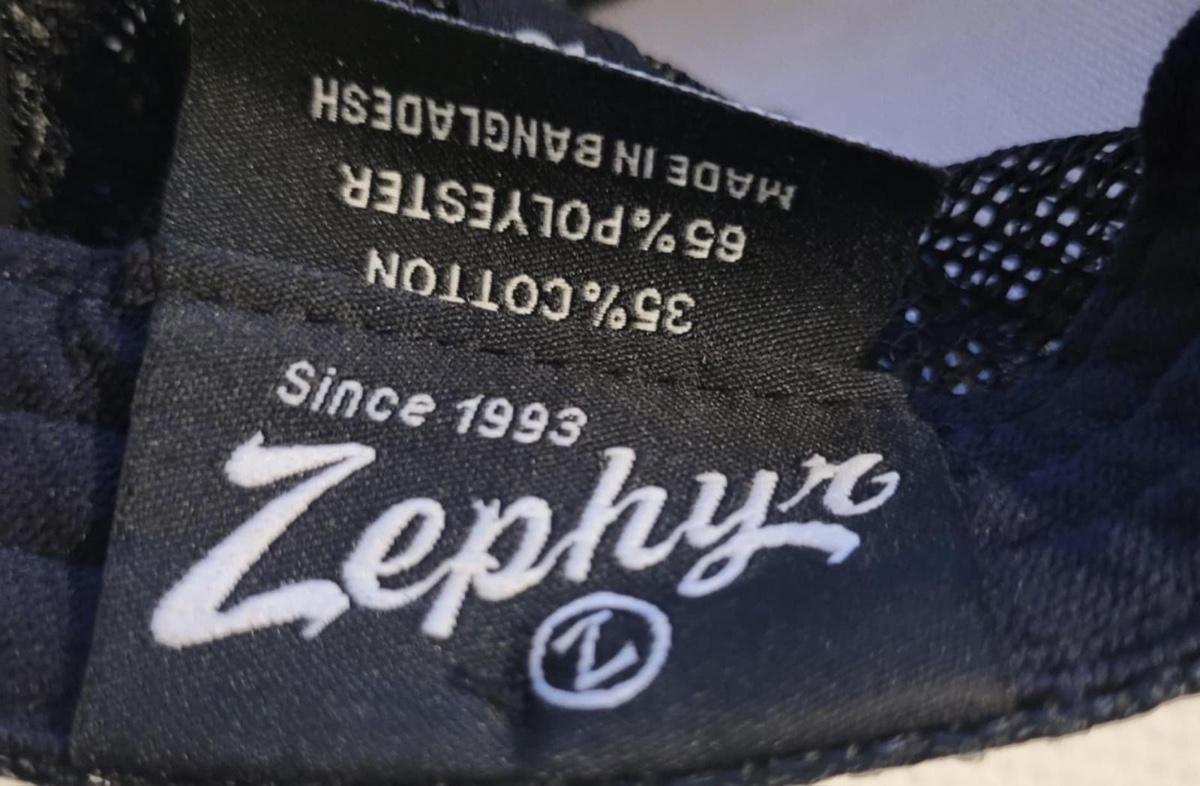 35% COTTON
65% POLYESTER
MADE IN BANGLADESH
Since 1993
Zephyr
Z